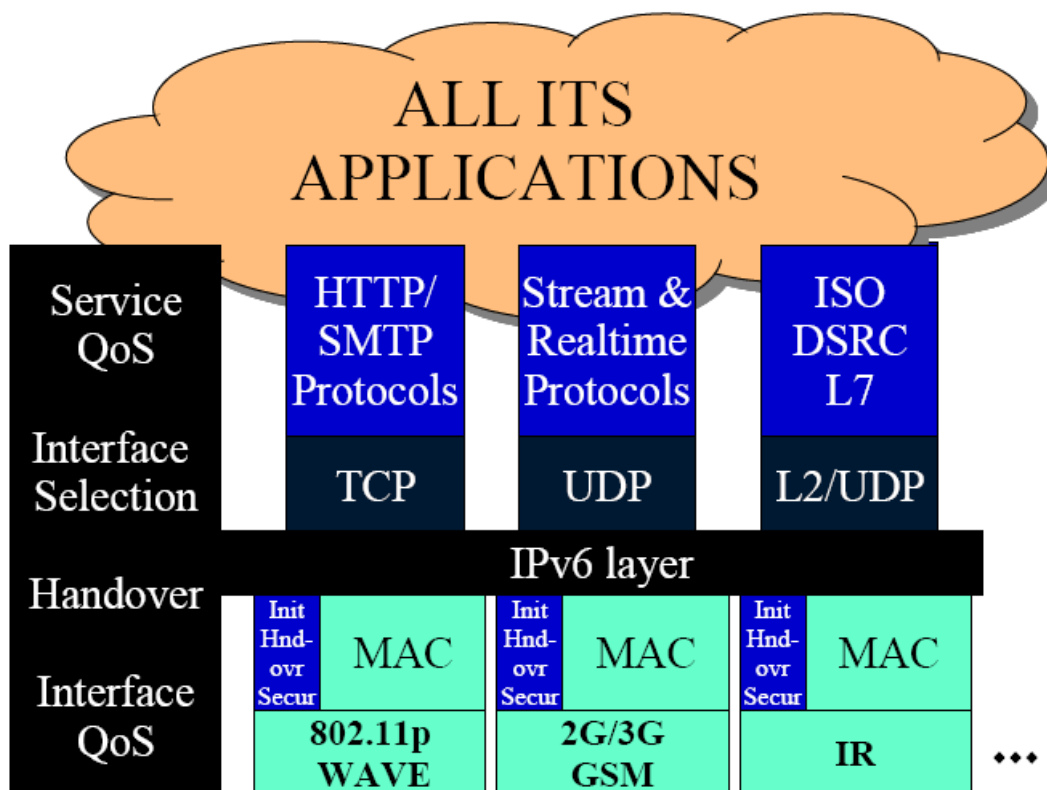 ALL ITS
APPLICATIONS
Service
QoS
Interface
Selection
Handover
Interface
QoS
HTTP/
SMTP
Protocols
Stream &
Realtime
Protocols
ISO
DSRC
L7
TCP
UDP
L2/UDP
IPv6 layer
Init
Hnd-
ovr
Secur
MAC
Init
Hnd-
ovr
Secur
MAC
Init
Hnd-
ovr
Secur
MAC
802.11p
WAVE
2G/3G
GSM
IR
...